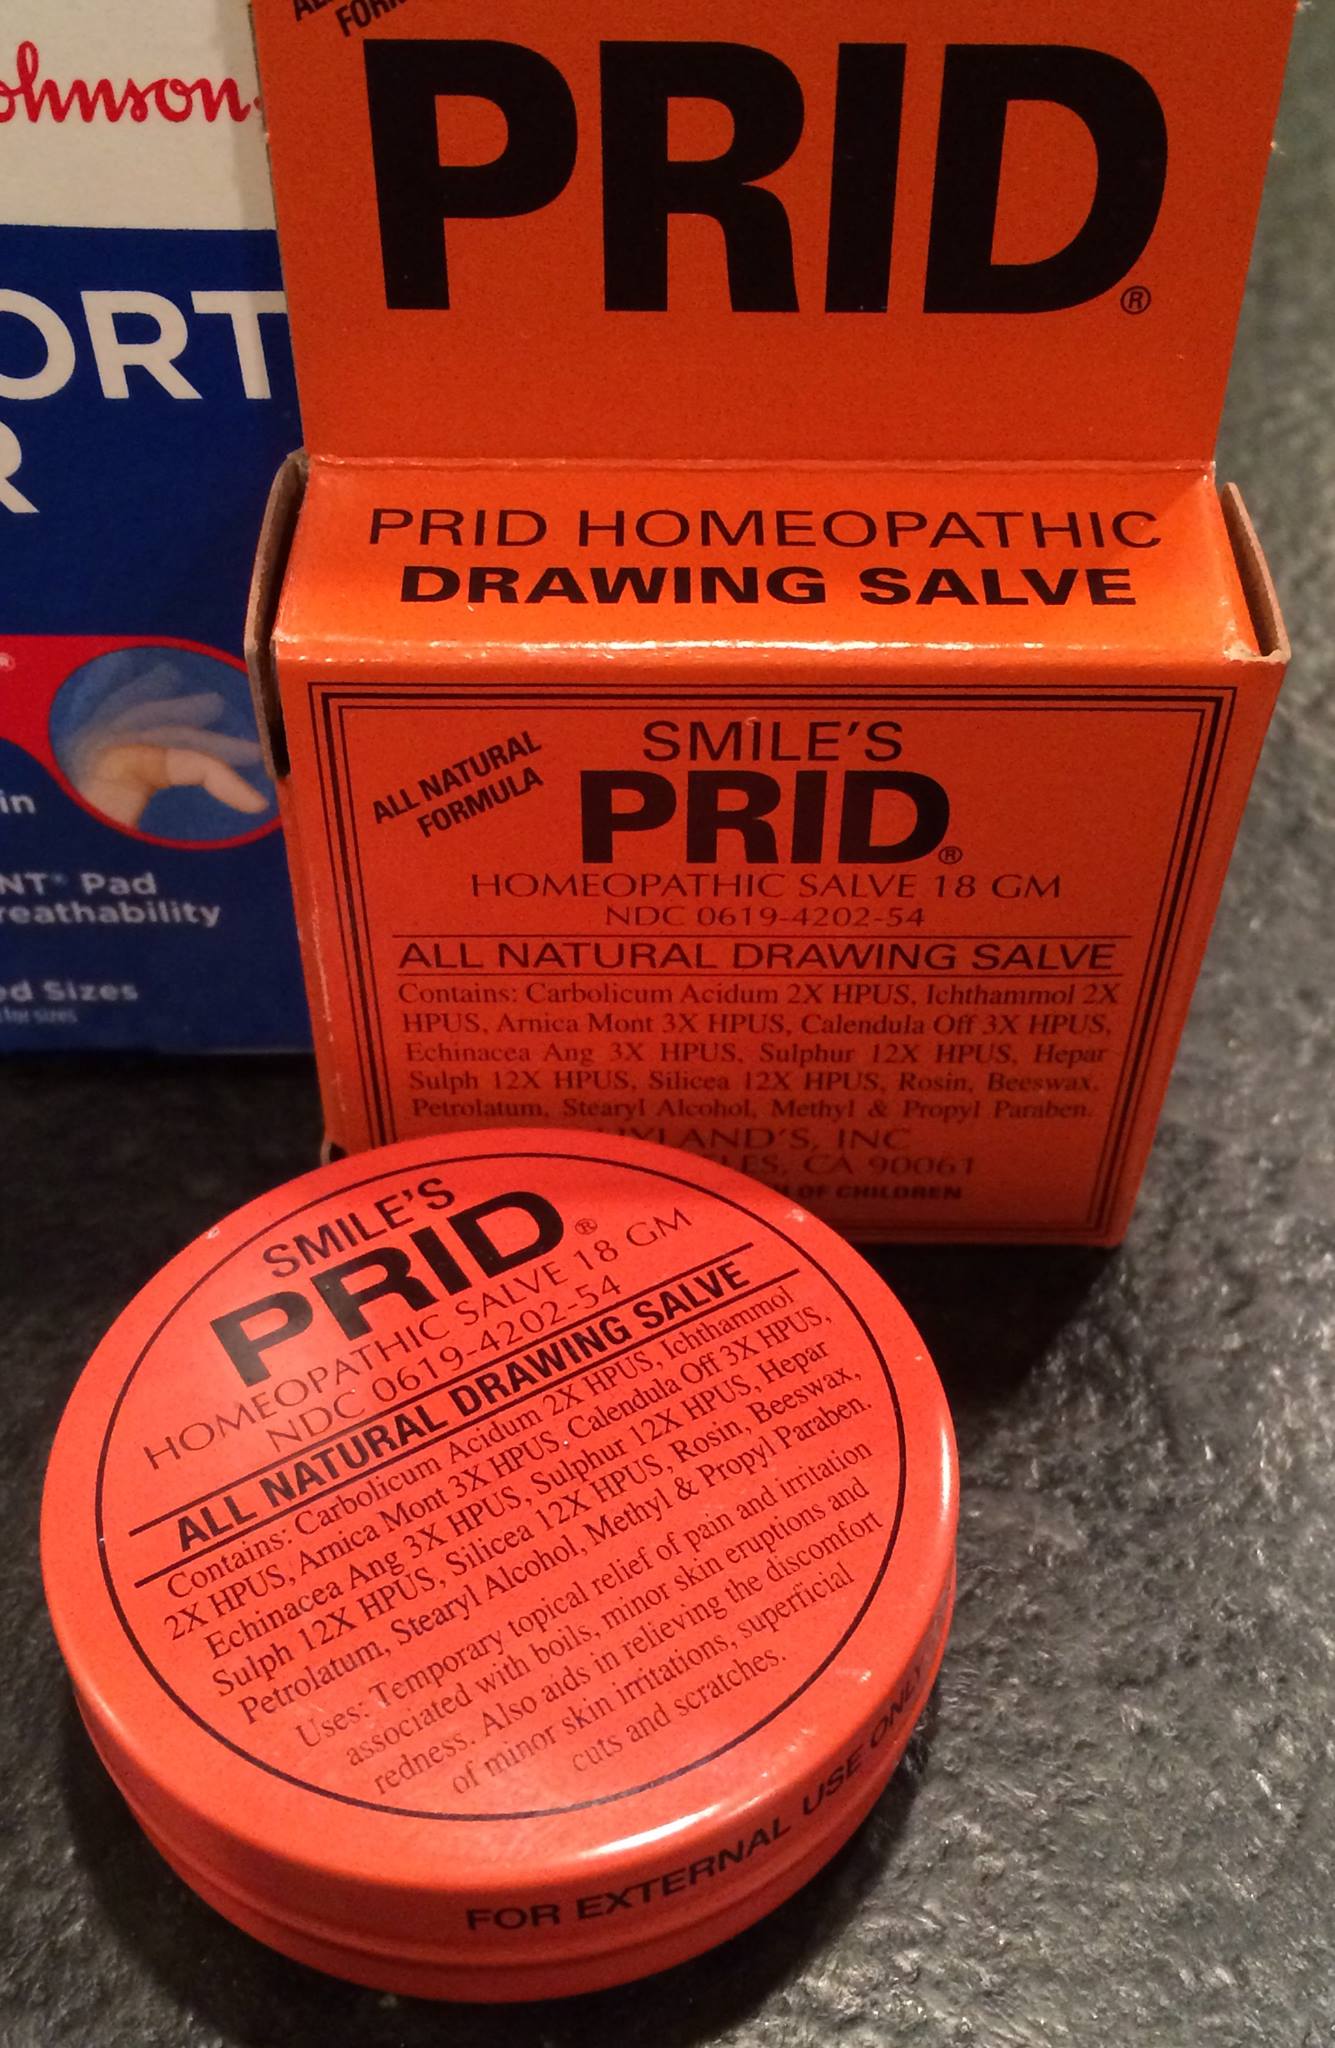 ohnson
ORT
R
®
in
NT* Pad
reathability
ed Sizes
for sizes
ALL
PRID®
PRID HOMEOPATHIC
DRAWING SALVE
ALL NATURAL
FORMULA
SMILE'S
PRID®
HOMEOPATHIC SALVE 18 GM
NDC 0619-4202-54
ALL NATURAL DRAWING SALVE
Contains: Carbolicum Acidum 2X HPUS, Ichthammol 2X
HPUS, Arnica Mont 3X HPUS, Calendula Off 3X HPUS,
Echinacea Ang 3X HPUS, Sulphur 12X HPUS, Hepar
Sulph 12X HPUS, Silicea 12X HPUS, Rosin, Beeswax,
Petrolatum, Stearyl Alcohol, Methyl & Propyl Paraben.
HYLAND'S, INC
LES, CA 90061
OF CHILDREN
SMILE'S
PRID®
HOMEOPATHIC SALVE 18 GM
NDC 0619-4202-54
ALL NATURAL DRAWING SALVE
Contains: Carbolicum Acidum 2X HPUS, Ichthammol
2X HPUS, Arnica Mont 3X HPUS, Calendula Off 3X HPUS,
Echinacea Ang 3X HPUS, Sulphur 12X HPUS, Hepar
Sulph 12X HPUS, Silicea 12X HPUS, Rosin, Beeswax,
Petrolatum, Stearyl Alcohol, Methyl & Propyl Paraben.
Uses: Temporary topical relief of pain and irritation
associated with boils, minor skin eruptions and
redness. Also aids in relieving the discomfort
of minor skin irritations, superficial
cuts and scratches.
FOR EXTERNAL USE ONLY